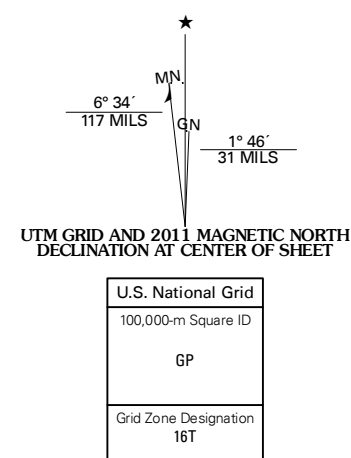 ★
MN.
6° 34´
117 MILS
GN
1° 46´
31 MILS
UTM GRID AND 2011 MAGNETIC NORTH
DECLINATION AT CENTER OF SHEET
U.S. National Grid
100,000-m Square ID
GP
Grid Zone Designation
16T